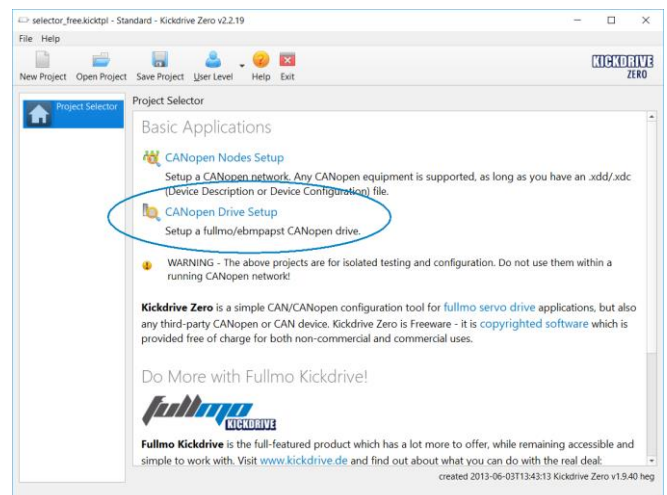 selector_free.kicktpl - Standard - Kickdrive Zero v2.2.19
File Help
New Project Open Project Save Project User Level Help Exit
KICKDRIVE
ZERO
Project Selector
Project Selector
Basic Applications
CANopen Nodes Setup
Setup a CANopen network. Any CANopen equipment is supported, as long as you have an .xdd/.xdc
(Device Description or Device Configuration) file.
CANopen Drive Setup
Setup a fullmo/ebmpapst CANopen drive.
WARNING - The above projects are for isolated testing and configuration. Do not use them within a
running CANopen network!
Kickdrive Zero is a simple CAN/CANopen configuration tool for fullmo servo drive applications, but also
any third-party CANopen or CAN device. Kickdrive Zero is Freeware - it is copyrighted software which is
provided free of charge for both non-commercial and commercial uses.
Do More with Fullmo Kickdrive!
fullmo
KICKDRIVE
Fullmo Kickdrive is the full-featured product which has a lot more to offer, while remaining accessible and
simple to work with. Visit www.kickdrive.de and find out about what you can do with the real deal:
created 2013-06-03T13:43:13 Kickdrive Zero v1.9.40 heg